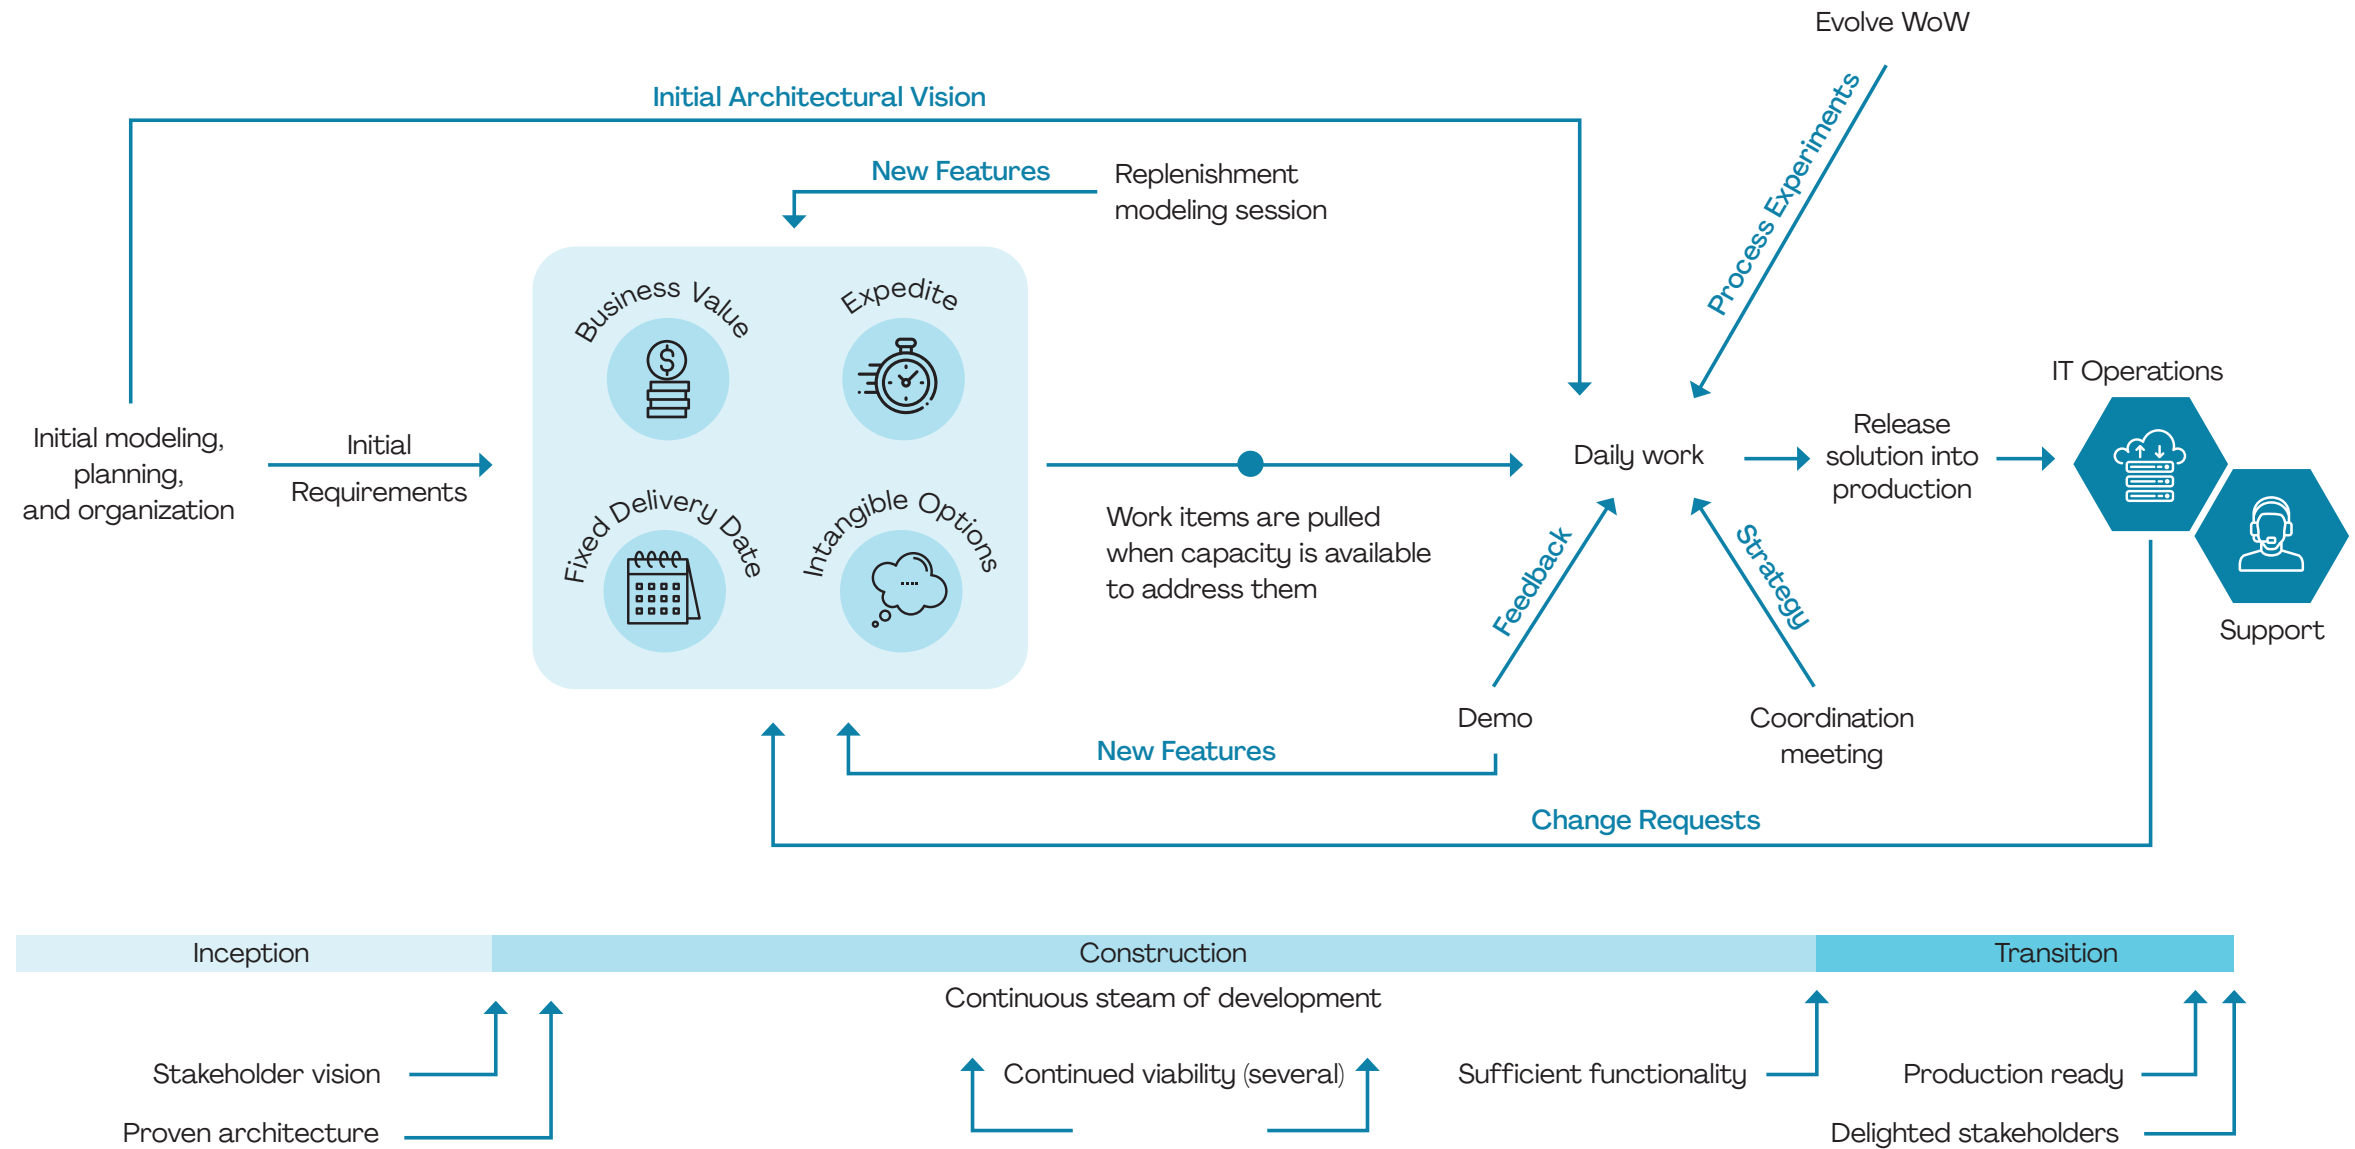 Evolve WoW
Initial Architectural Vision
Process Experiments
New Features
Replenishment
modeling session
Business Value
Expedite
IT Operations
Initial modeling,
planning,
and organization
Initial
Requirements
Daily work
Release
solution into
production
Fixed Delivery Date
Intangible Options
Work items are pulled
when capacity is available
to address them
Feedback
Strategy
Support
Demo
Coordination
meeting
New Features
Change Requests
Inception
Construction
Transition
Continuous steam of development
Stakeholder vision
Continued viability (several)
Sufficient functionality
Production ready
Proven architecture
Delighted stakeholders